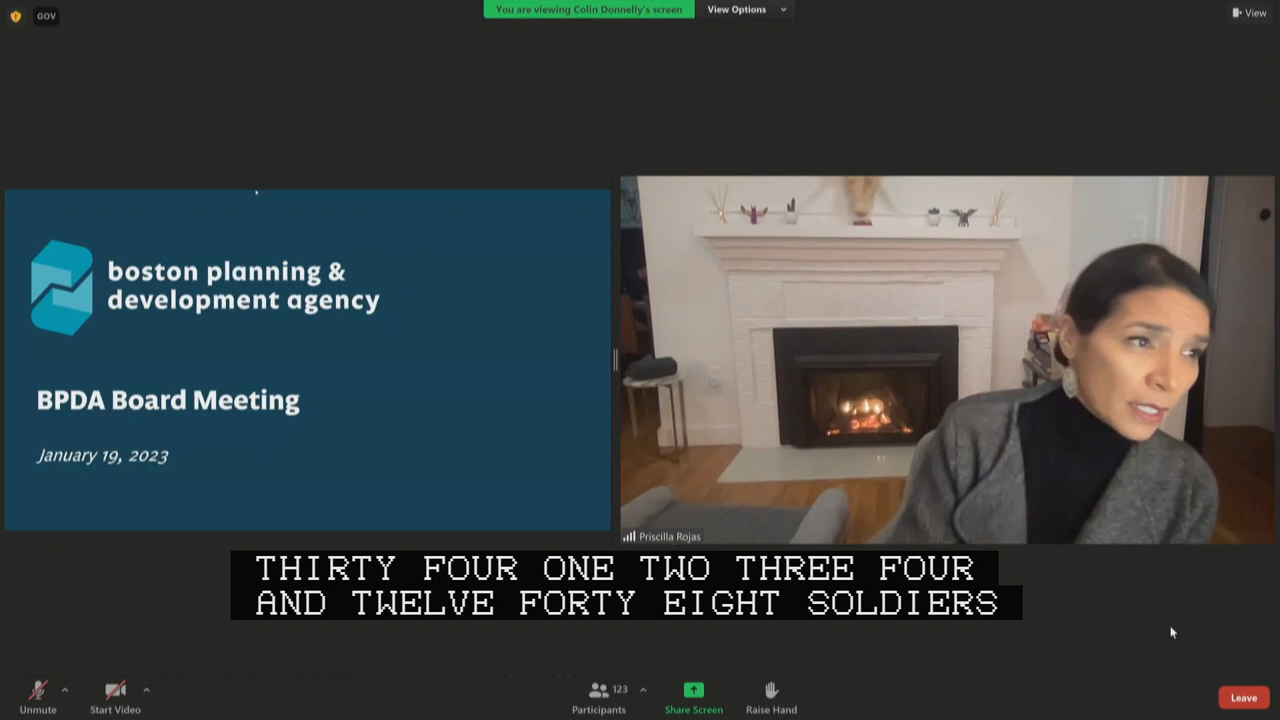 GOV
You are viewing Colin Donnelly's screen
View Options
View
boston planning &
development agency
BPDA Board Meeting
January 19, 2023
Priscilla Rojas
THIRTY FOUR ONE TWO THREE FOUR
AND TWELVE FORTY EIGHT SOLDIERS
Unmute
Start Video
Participants
123
Share Screen
Raise Hand
Leave